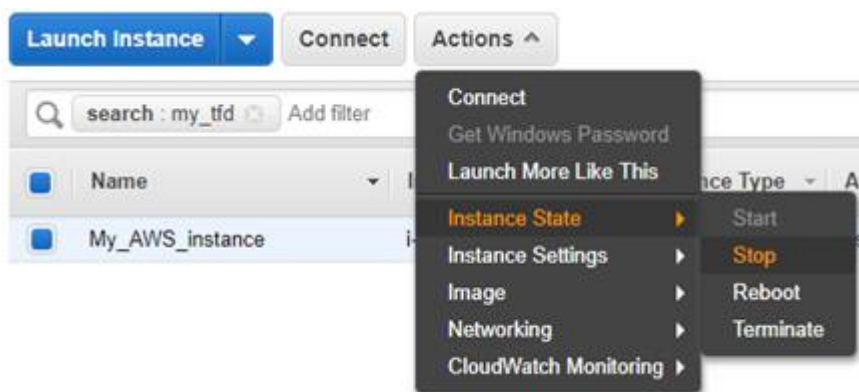 Launch Instance Connect Actions
search : my_tfd Add filter
Connect
Get Windows Password
Launch More Like This
Name
Instance State
Instance Settings
Image
Networking
CloudWatch Monitoring
Type
Start
Stop
Reboot
Terminate
My_AWS_instance